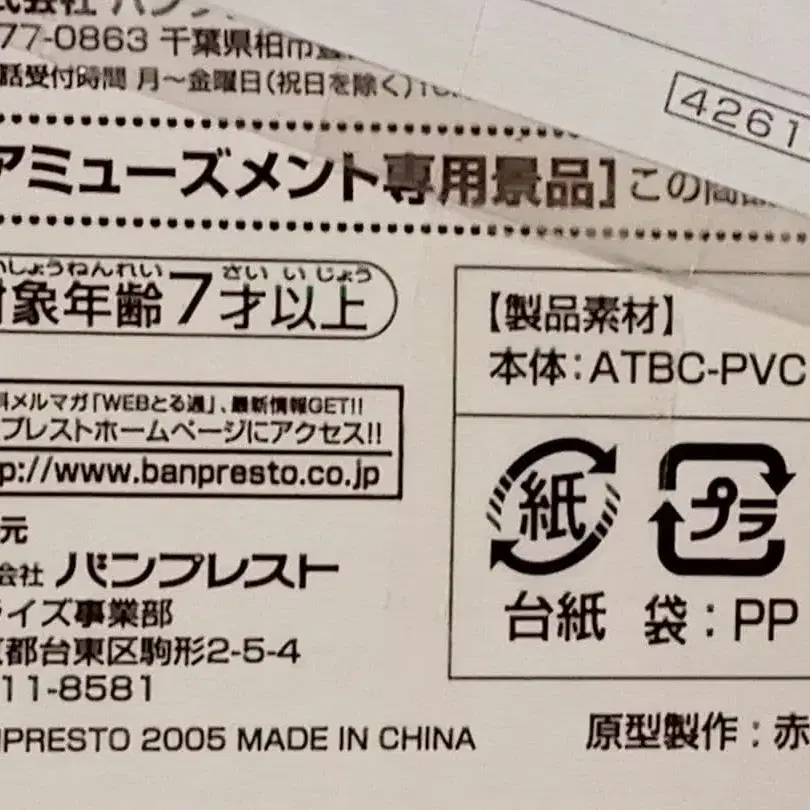 77-0863 千葉県柏市
話受付時間 月～金曜日(祝日を除く)
4261
アミューズメント専用景品] この商品
しょうねんれい さい いじょう
対象年齢7才以上
【製品素材】
本体:ATBC-PVC
料メルマガ「WEBとる通」、最新情報GET!!
プレストホームページにアクセス!!
p://www.banpresto.co.jp
紙
プラ
台紙 袋:PP
元
会社 バンプレスト
イズ事業部
都台東区駒形2-5-4
11-8581
PRESTO 2005 MADE IN CHINA
原型製作:赤